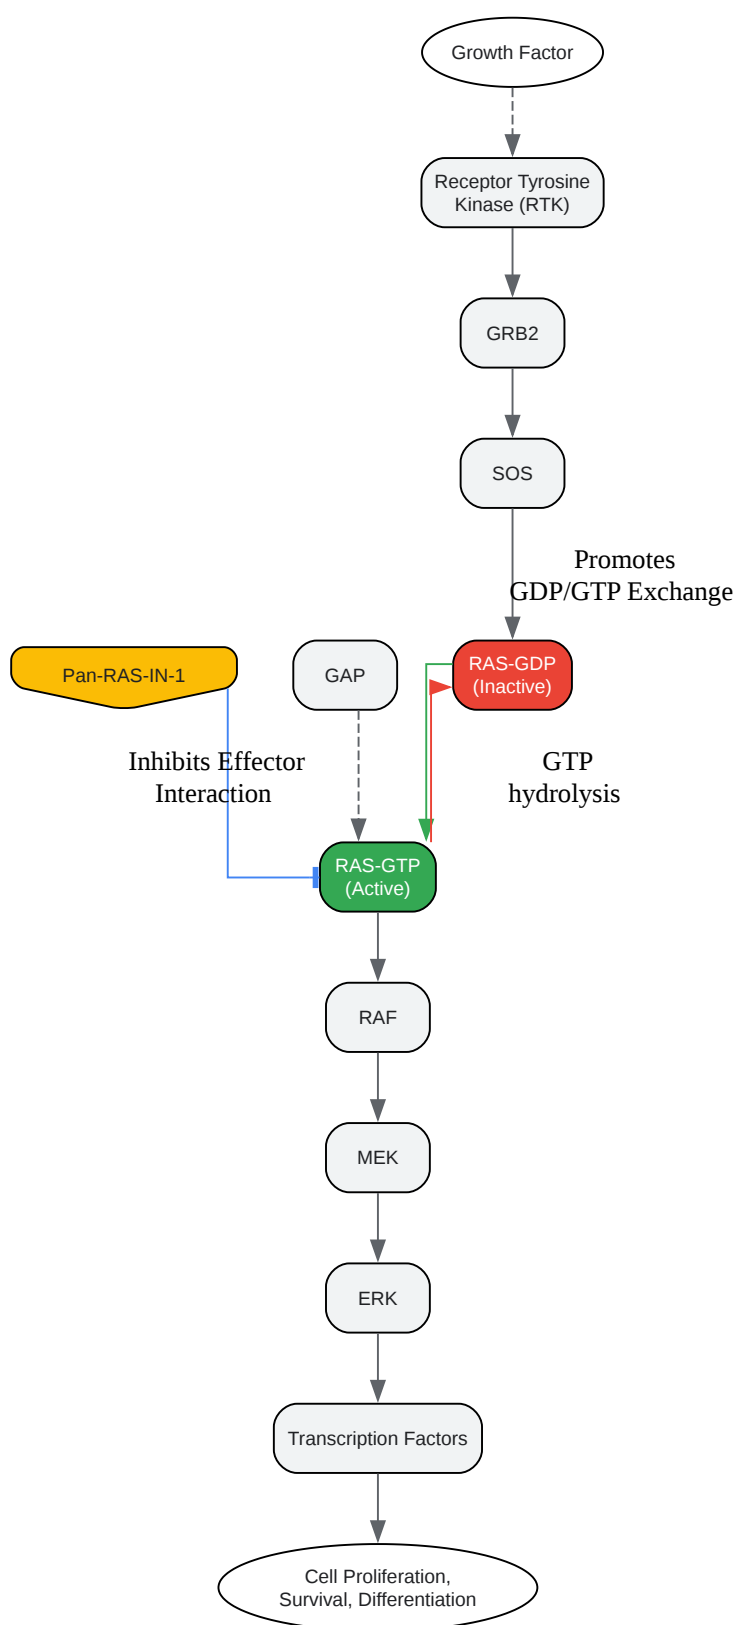 Growth Factor
Receptor Tyrosine
Kinase (RTK)
GRB2
SOS
Promotes
GDP/GTP Exchange
Pan-RAS-IN-1
GAP
RAS-GDP
(Inactive)
Inhibits Effector
Interaction
GTP
hydrolysis
RAS-GTP
(Active)
RAF
MEK
ERK
Transcription Factors
Cell Proliferation,
Survival, Differentiation